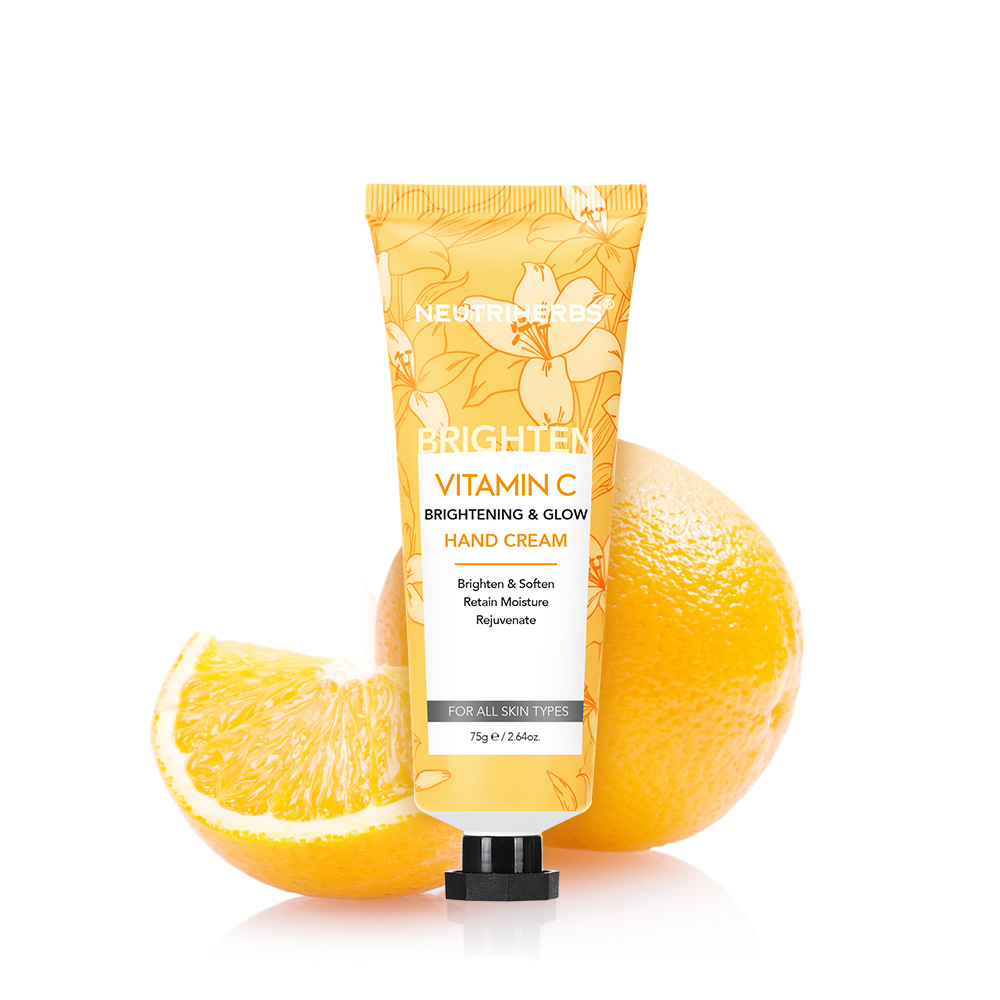 NEUTRIHERBS®
BRIGHTEN
VITAMIN C
BRIGHTENING & GLOW
HAND CREAM
Brighten & Soften
Retain Moisture
Rejuvenate
FOR ALL SKIN TYPES
75g ℮ / 2.64oz.